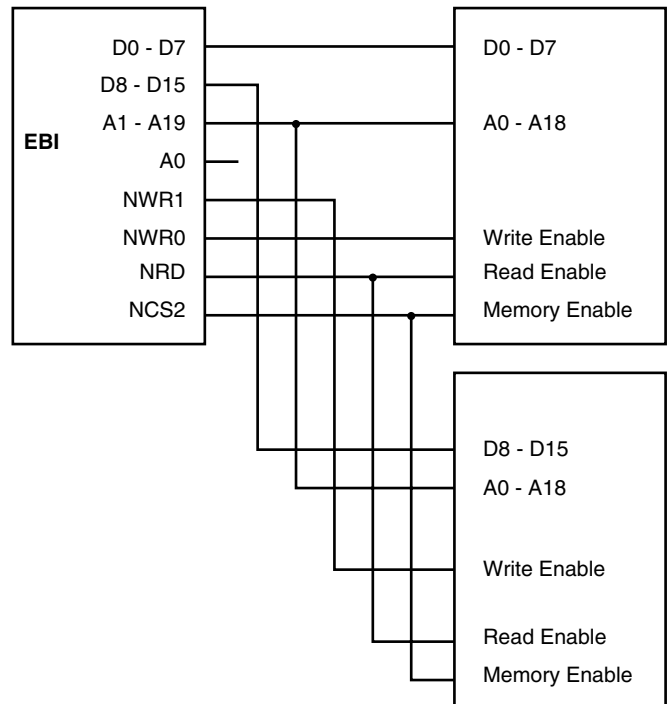 D0 - D7
D8 - D15
A1 - A19
EBI
A0
NWR1
NWR0
NRD
NCS2
D0 - D7
A0 - A18
Write Enable
Read Enable
Memory Enable
D8 - D15
A0 - A18
Write Enable
Read Enable
Memory Enable